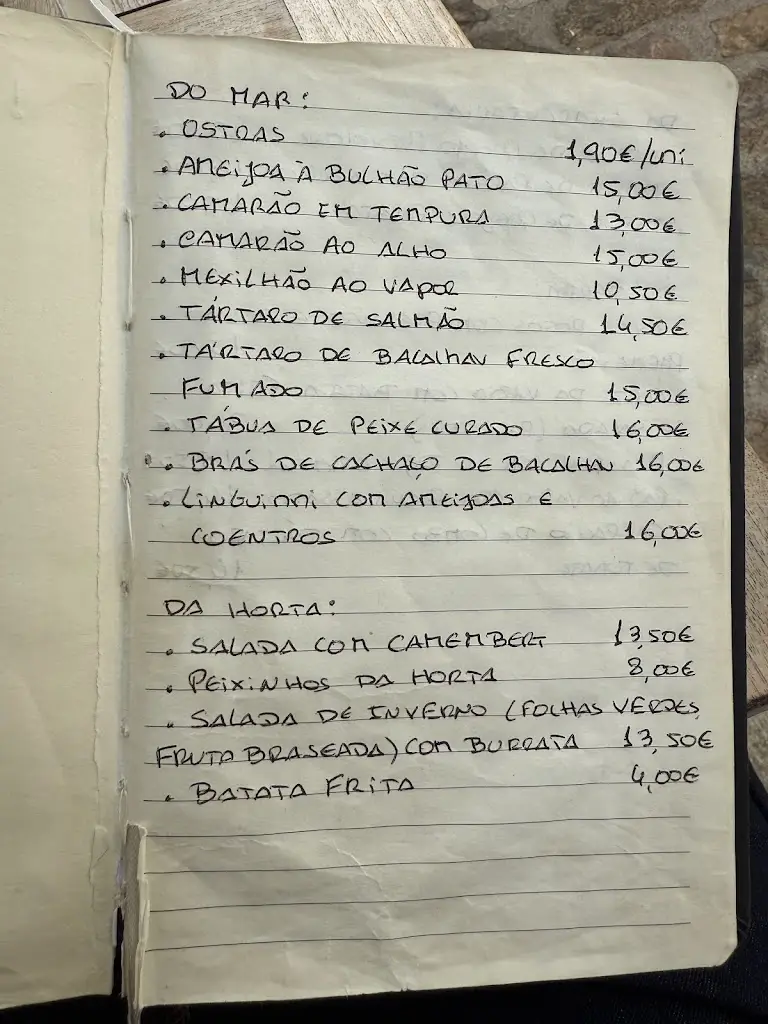 DO MAR:
. OSTRAS 1,90€/uni
. AMEIJOA À BULHÃO PATO 15,00€
. CAMARÃO EM TEMPURA 13,00€
. CAMARÃO AO ALHO 15,00€
. MEXILHÃO AO VAPOR 10,50€
. TÁRTARO DE SALMÃO 14,50€
. TÁRTARO DE BACALHAU FRESCO
FUMADO 15,00€
. TÁBUA DE PEIXE CURADO 16,00€
. BRÁS DE CACHAÇO DE BACALHAU 16,00€
. LINGUINNI COM AMEIJOAS E
COENTROS 16,00€
DA HORTA:
. SALADA COM CAMEMBERT 13,50€
. PEIXINHOS DA HORTA 8,00€
. SALADA DE INVERNO (FOLHAS VERDES,
FRUTA BRASEADA) COM BURRATA 13,50€
. BATATA FRITA 4,00€